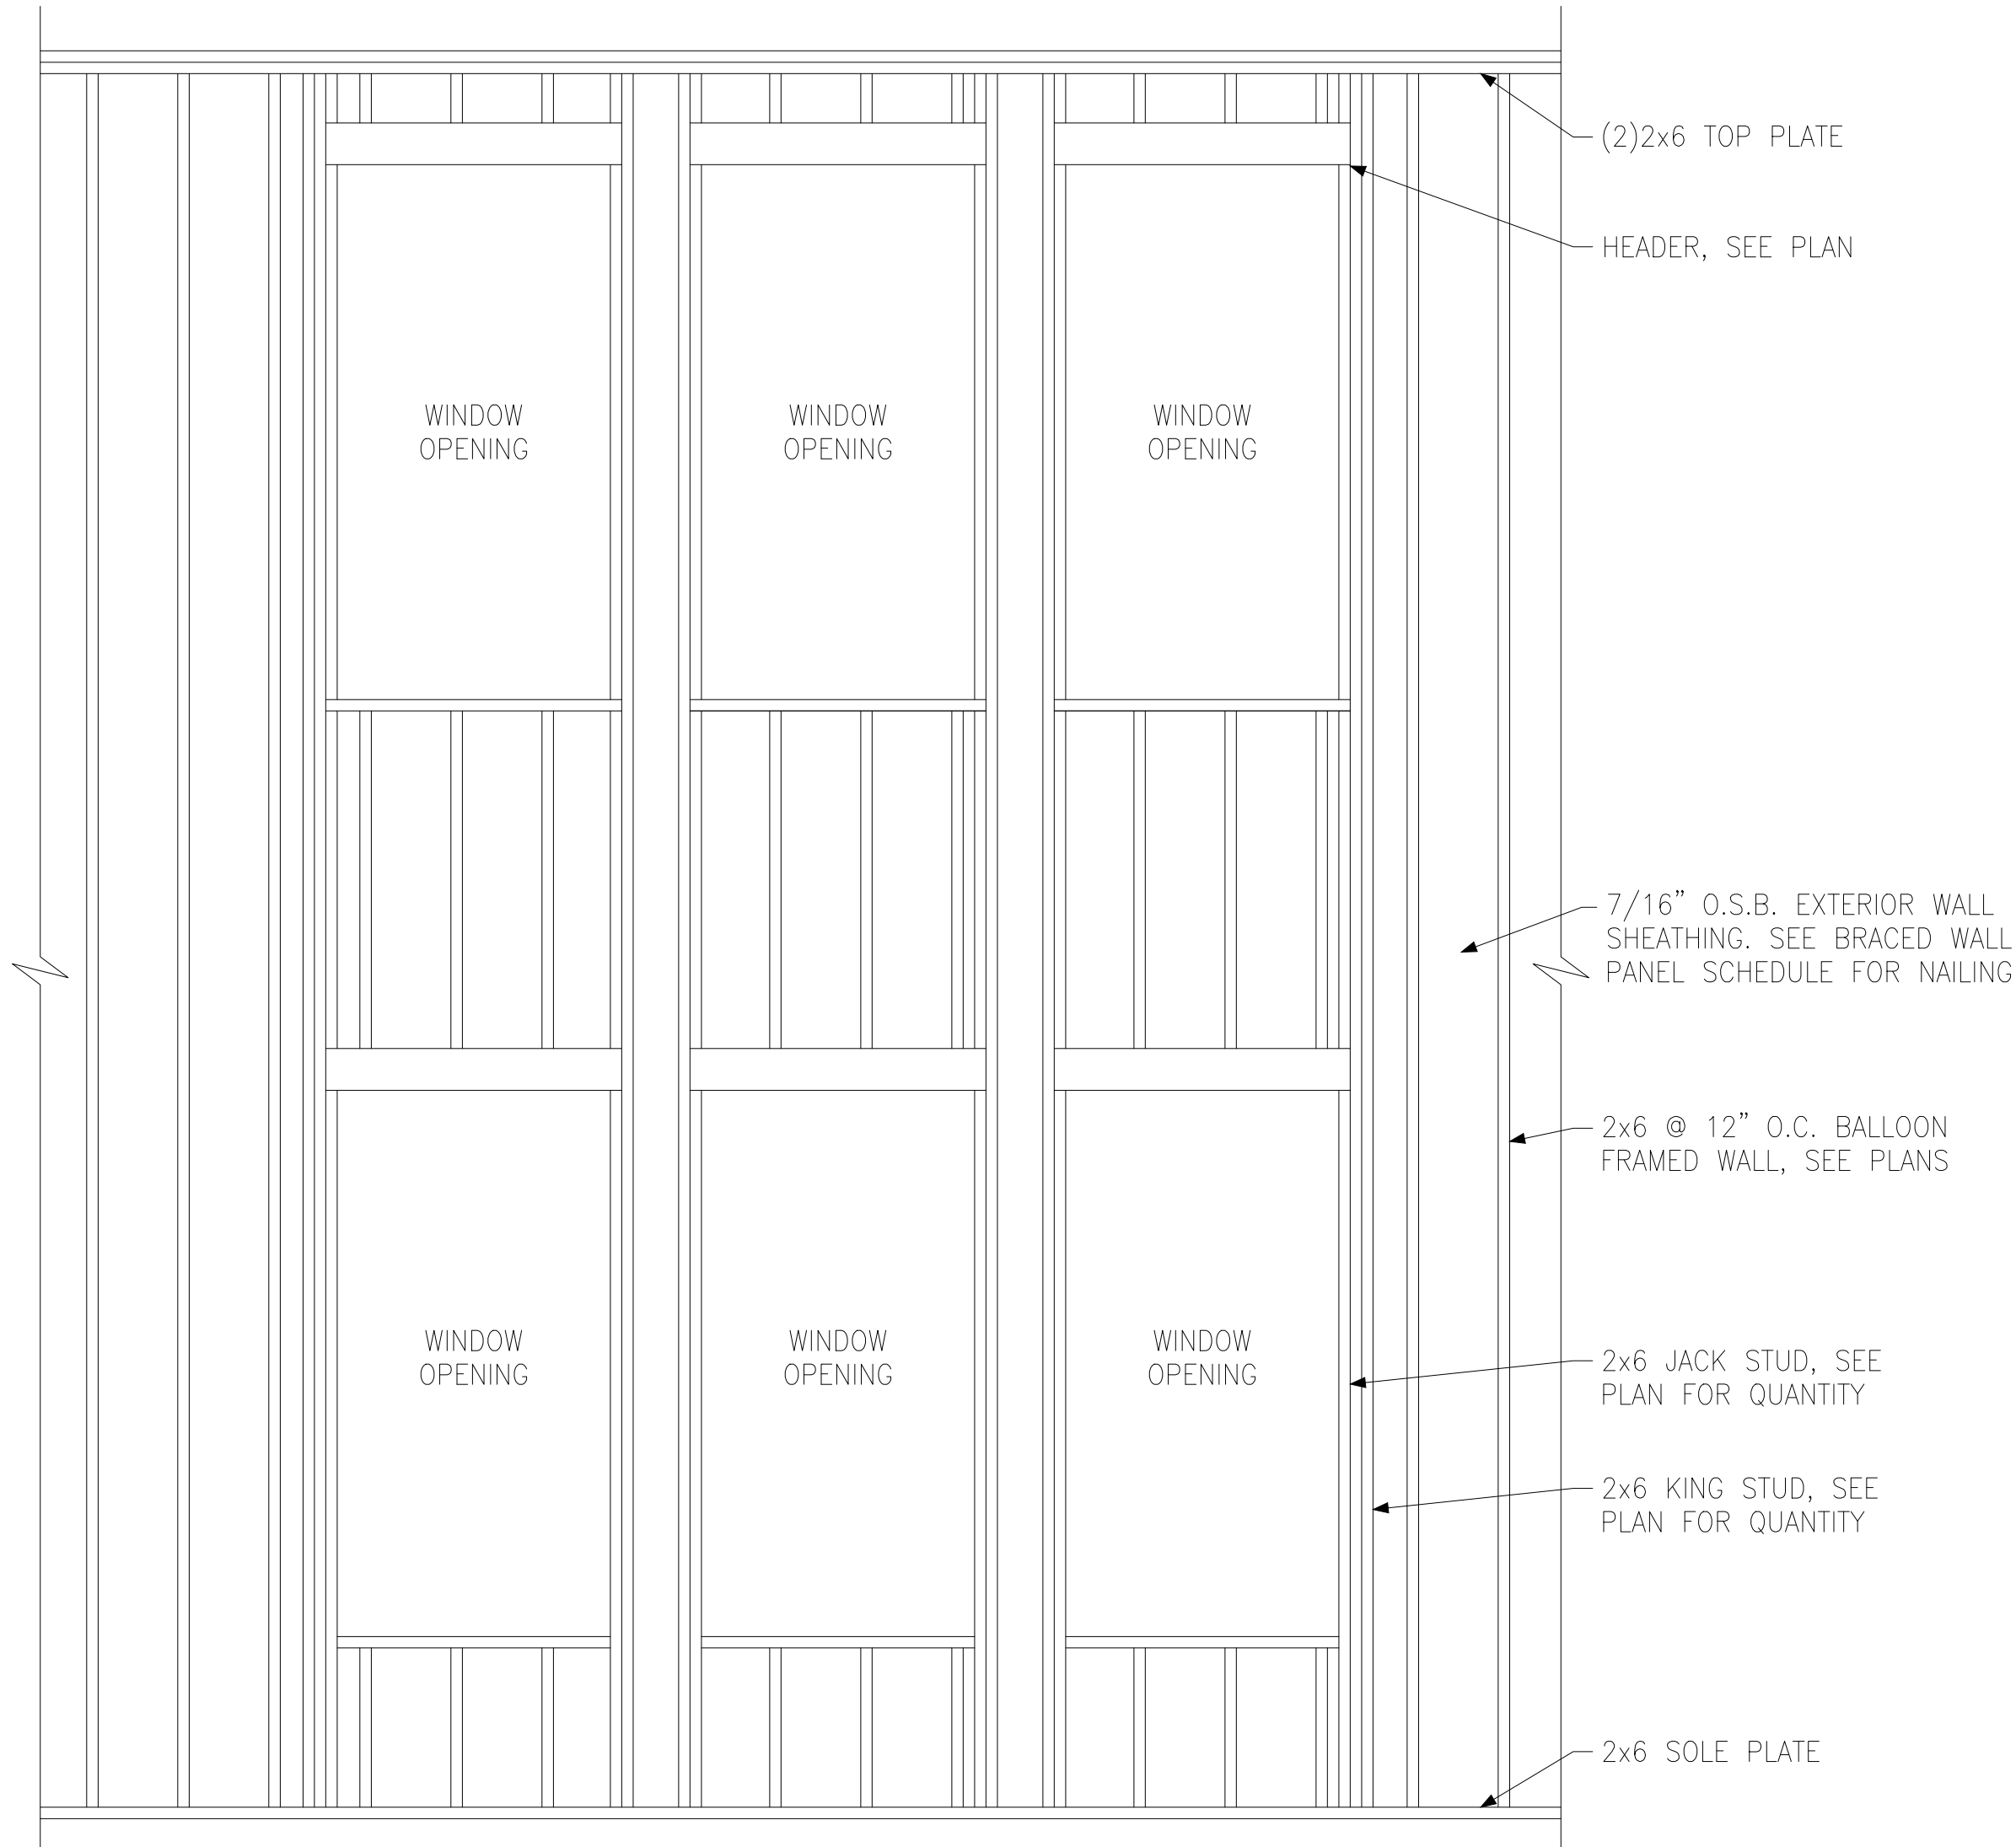 (2)2x6 TOP PLATE
HEADER, SEE PLAN
WINDOW
OPENING
WINDOW
OPENING
WINDOW
OPENING
7/16" O.S.B. EXTERIOR WALL
SHEATHING. SEE BRACED WALL
PANEL SCHEDULE FOR NAILING
2x6 @ 12" O.C. BALLOON
FRAMED WALL, SEE PLANS
WINDOW
OPENING
WINDOW
OPENING
WINDOW
OPENING
2x6 JACK STUD, SEE
PLAN FOR QUANTITY
2x6 KING STUD, SEE
PLAN FOR QUANTITY
2x6 SOLE PLATE